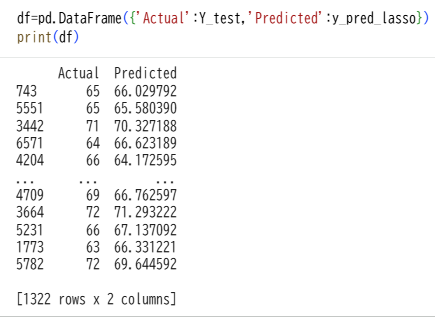 df=pd.DataFrame({'Actual':Y_test,'Predicted':y_pred_lasso})
print(df)
Actual Predicted
743 65 66.029792
5551 65 65.580390
3442 71 70.327188
6571 64 66.623189
4204 66 64.172595
... ... ...
4709 69 66.762597
3664 72 71.293222
5231 66 67.137092
1773 63 66.331221
5782 72 69.644592
[1322 rows x 2 columns]